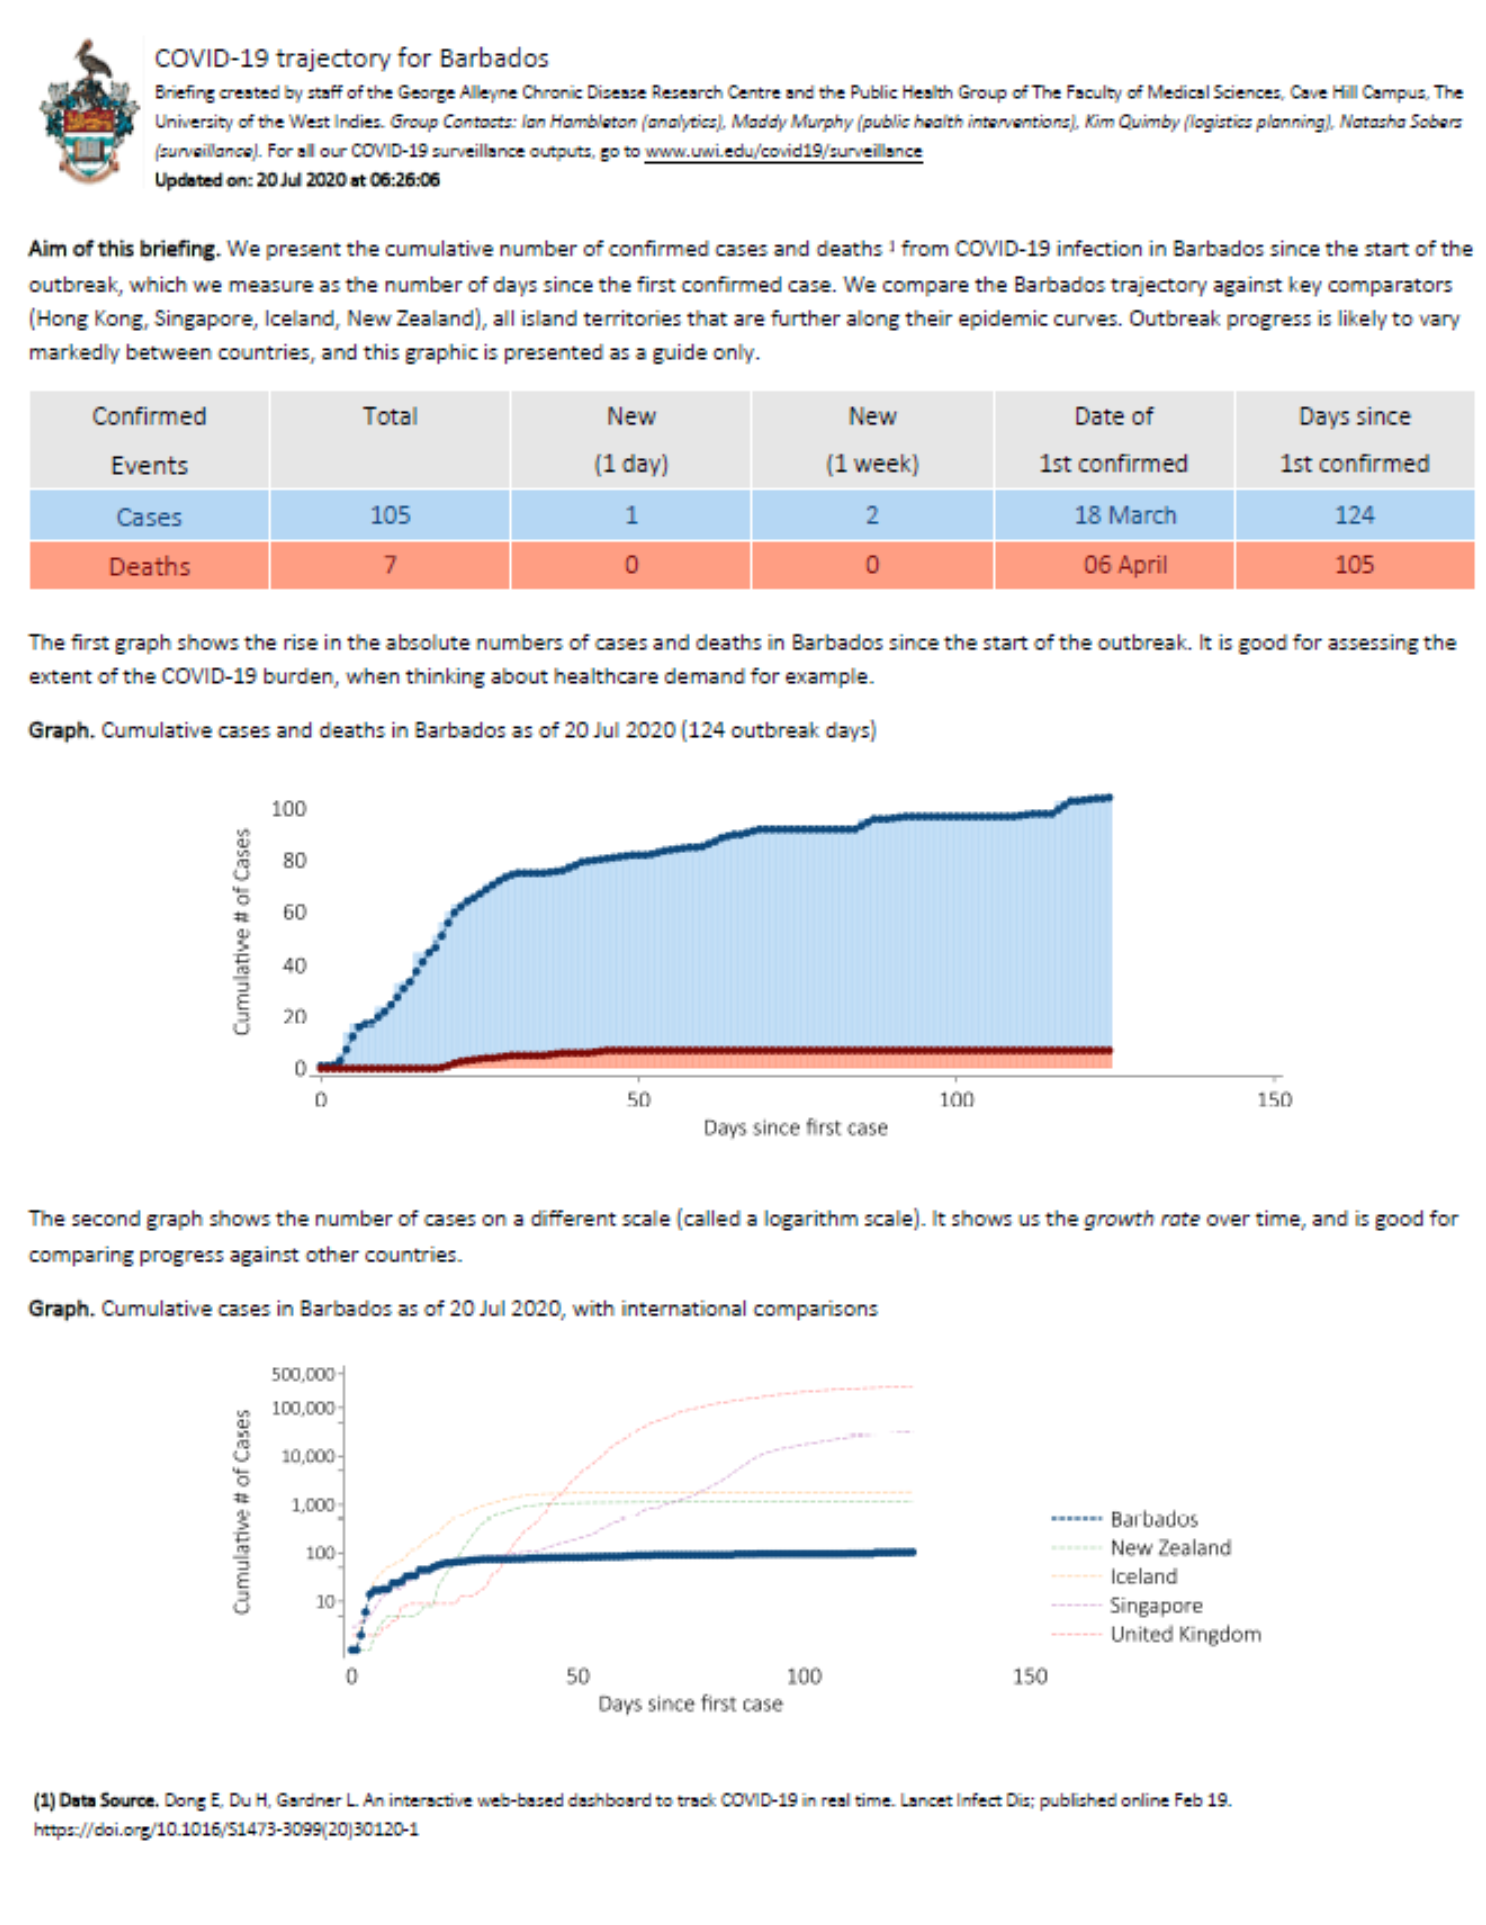 COVID-19 trajectory for Barbados
Briefing created by staff of the George Alleyne Chronic Disease Research Centre and the Public Health Group of The Faculty of Medical Sciences, Cave Hill Campus, The
University of the West Indies. Group Contacts: Ian Hambleton (analytics), Maddy Murphy (public health interventions), Kim Quimby (logistics planning), Natasha Sobers
(surveillance). For all our COVID-19 surveillance outputs, go to www.uwi.edu/covid19/surveillance
Updated on: 20 Jul 2020 at 06:26:06
Aim of this briefing. We present the cumulative number of confirmed cases and deaths ¹ from COVID-19 infection in Barbados since the start of the
outbreak, which we measure as the number of days since the first confirmed case. We compare the Barbados trajectory against key comparators
(Hong Kong, Singapore, Iceland, New Zealand), all island territories that are further along their epidemic curves. Outbreak progress is likely to vary
markedly between countries, and this graphic is presented as a guide only.
Confirmed Total New New Date of Days since
Events (1 day) (1 week) 1st confirmed 1st confirmed
Cases 105 1 2 18 March 124
Deaths 7 0 0 06 April 105
The first graph shows the rise in the absolute numbers of cases and deaths in Barbados since the start of the outbreak. It is good for assessing the
extent of the COVID-19 burden, when thinking about healthcare demand for example.
Graph. Cumulative cases and deaths in Barbados as of 20 Jul 2020 (124 outbreak days)
Cumulative # of Cases
100
80
60
40
20
0
0 50 100 150
Days since first case
The second graph shows the number of cases on a different scale (called a logarithm scale). It shows us the growth rate over time, and is good for
comparing progress against other countries.
Graph. Cumulative cases in Barbados as of 20 Jul 2020, with international comparisons
Cumulative # of Cases
500,000
100,000
10,000
1,000
100
10
0 50 100 150
Days since first case
Barbados
New Zealand
Iceland
Singapore
United Kingdom
(1) Data Source. Dong E, Du H, Gardner L. An interactive web-based dashboard to track COVID-19 in real time. Lancet Infect Dis; published online Feb 19.
https://doi.org/10.1016/S1473-3099(20)30120-1